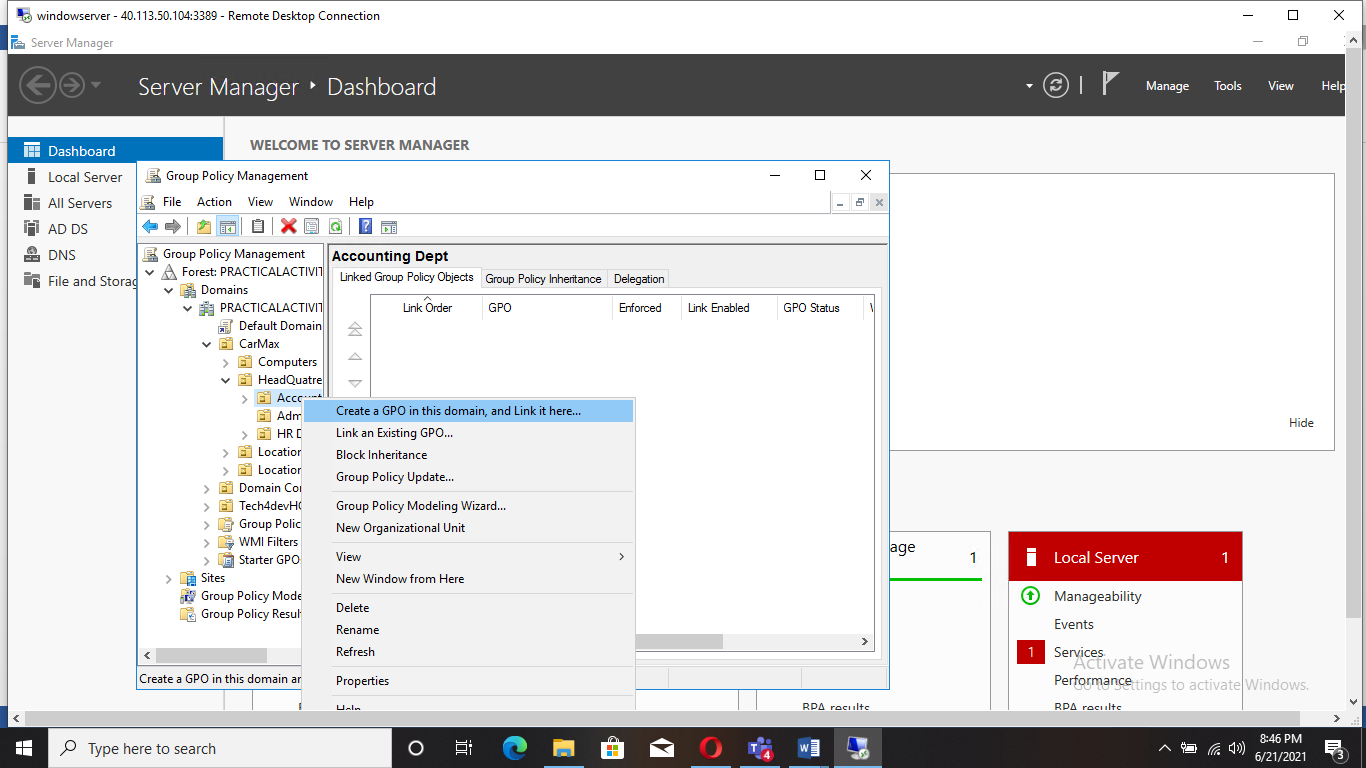 windowserver - 40.113.50.104:3389 - Remote Desktop Connection
Server Manager
Server Manager Dashboard
Manage Tools View Help
Dashboard
Local Server
All Servers
AD DS
DNS
File and Storag
WELCOME TO SERVER MANAGER
Group Policy Management
File Action View Window Help
Group Policy Management
Forest: PRACTICALACTIVIT
Domains
PRACTICALACTIVIT
Default Domain
CarMax
Computers
HeadQuatre
Accour
Adm
HR D
Location
Location
Domain Cor
Tech4devHC
Group Polic
WMI Filters
Starter GPO
Sites
Group Policy Mode
Group Policy Resul
Accounting Dept
Linked Group Policy Objects Group Policy Inheritance Delegation
Link Order GPO Enforced Link Enabled GPO Status
Create a GPO in this domain, and Link it here...
Link an Existing GPO...
Block Inheritance
Group Policy Update...
Group Policy Modeling Wizard...
New Organizational Unit
View
New Window from Here
Delete
Rename
Refresh
Properties
Help
Create a GPO in this domain an
Hide
age 1
BPA results
Local Server 1
Manageability
Events
1 Services
Performance
BPA results
Activate Windows
Go to Settings to activate Windows.
Type here to search
4
8:46 PM
6/21/2021
3